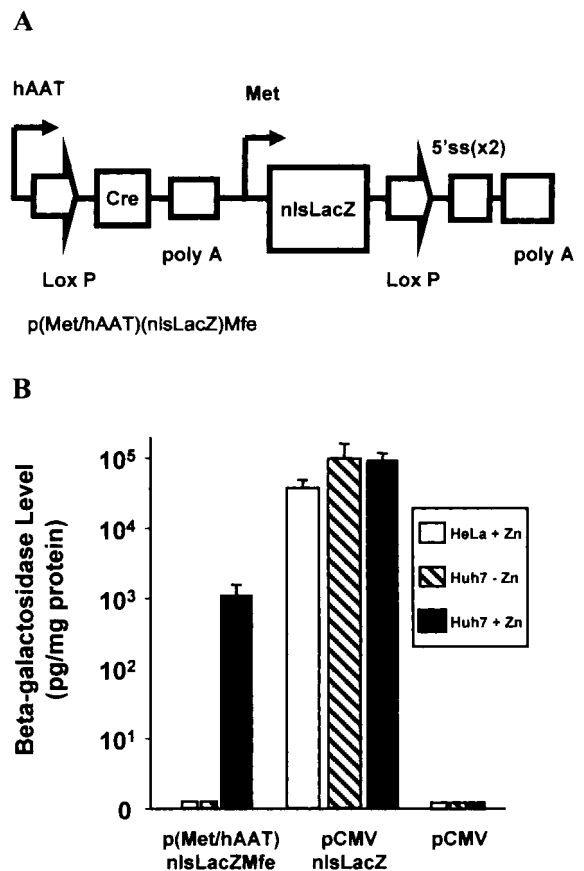 A
hAAT
Met
5'ss(x2)
Cre
nlsLacZ
poly A
Lox P
Lox P
poly A
p(Met/hAAT)(nlsLacZ)Mfe
B
Beta-galactosidase Level
(pg/mg protein)
10⁵
10⁴
10³
10²
10¹
0
HeLa + Zn
Huh7 - Zn
Huh7 + Zn
p(Met/hAAT)
nlsLacZMfe
pCMV
nlsLacZ
pCMV